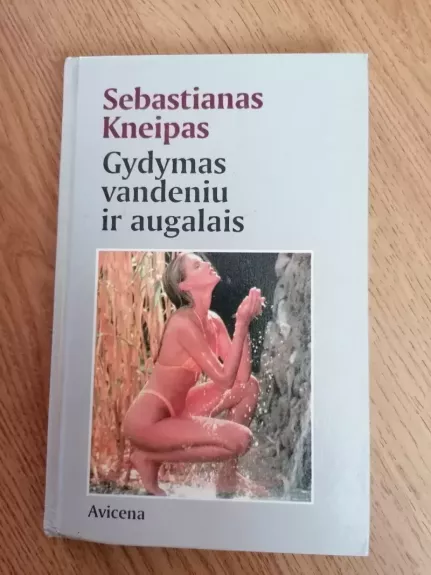 Sebastianas
Kneipas
Gydymas
vandeniu
ir augalais
Avicena